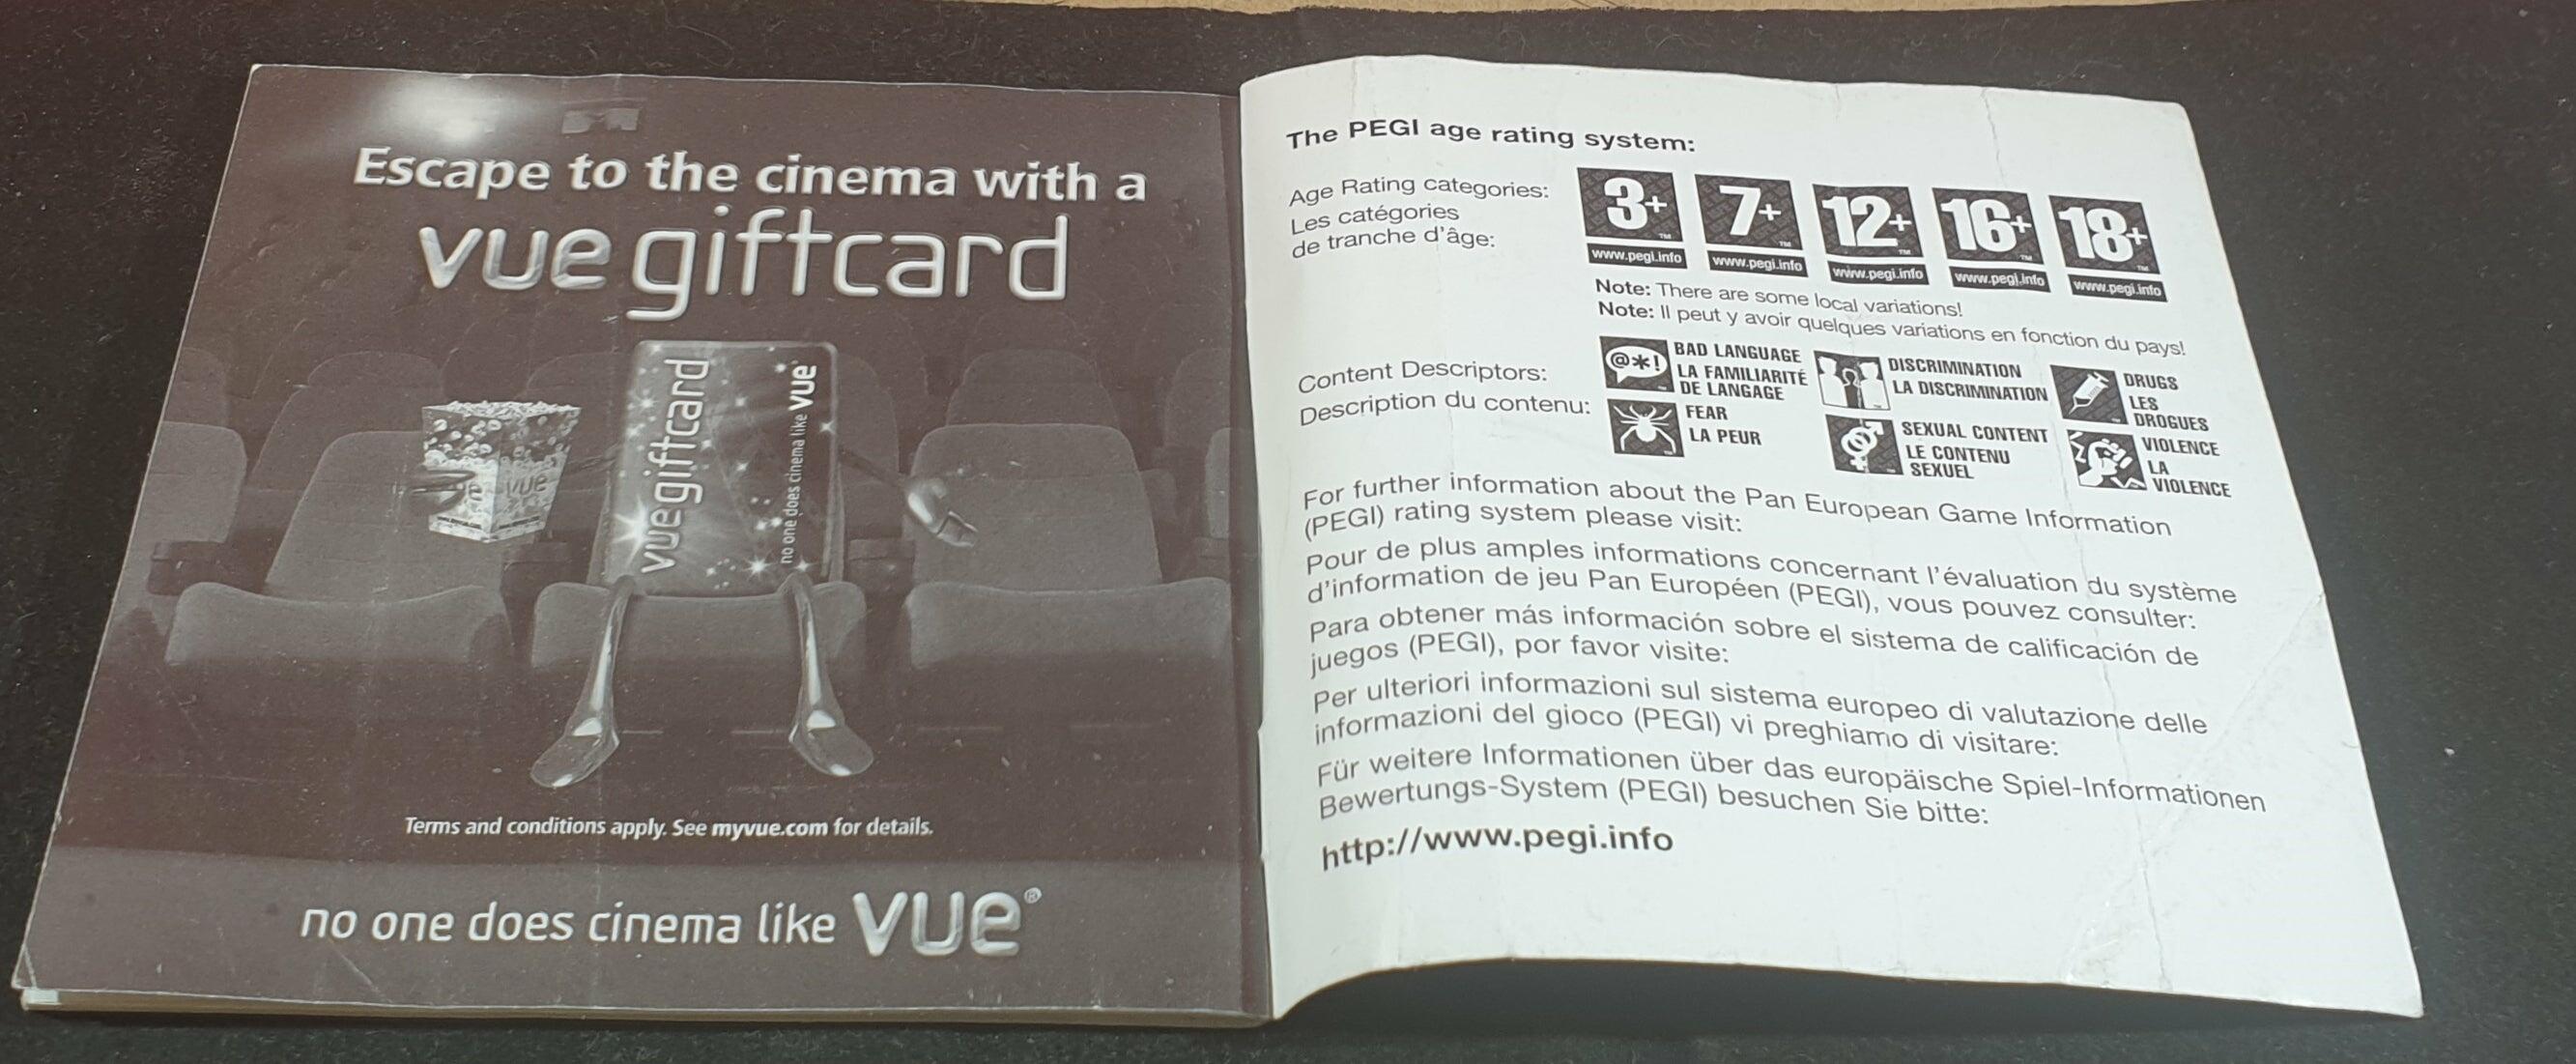 Escape to the cinema with a
vue giftcard
vue giftcard
no one does cinema like VUe
vue
Terms and conditions apply. See myvue.com for details.
no one does cinema like VUe®
The PEGI age rating system:
Age Rating categories:
Les catégories
de tranche d'âge:
3+ 7+ 12+ 16+ 18+
www.pegi.info www.pegi.info www.pegi.info www.pegi.info www.pegi.info
Note: There are some local variations!
Note: Il peut y avoir quelques variations en fonction du pays!
Content Descriptors:
Description du contenu:
@*!
BAD LANGUAGE
LA FAMILIARITÉ
DE LANGAGE
DISCRIMINATION
LA DISCRIMINATION
DRUGS
LES
DROGUES
FEAR
LA PEUR
SEXUAL CONTENT
LE CONTENU
SEXUEL
VIOLENCE
LA
VIOLENCE
For further information about the Pan European Game Information
(PEGI) rating system please visit:
Pour de plus amples informations concernant l'évaluation du système
d'information de jeu Pan Européen (PEGI), vous pouvez consulter:
Para obtener más información sobre el sistema de calificación de
juegos (PEGI), por favor visite:
Per ulteriori informazioni sul sistema europeo di valutazione delle
informazioni del gioco (PEGI) vi preghiamo di visitare:
Für weitere Informationen über das europäische Spiel-Informationen
Bewertungs-System (PEGI) besuchen Sie bitte:
http://www.pegi.info